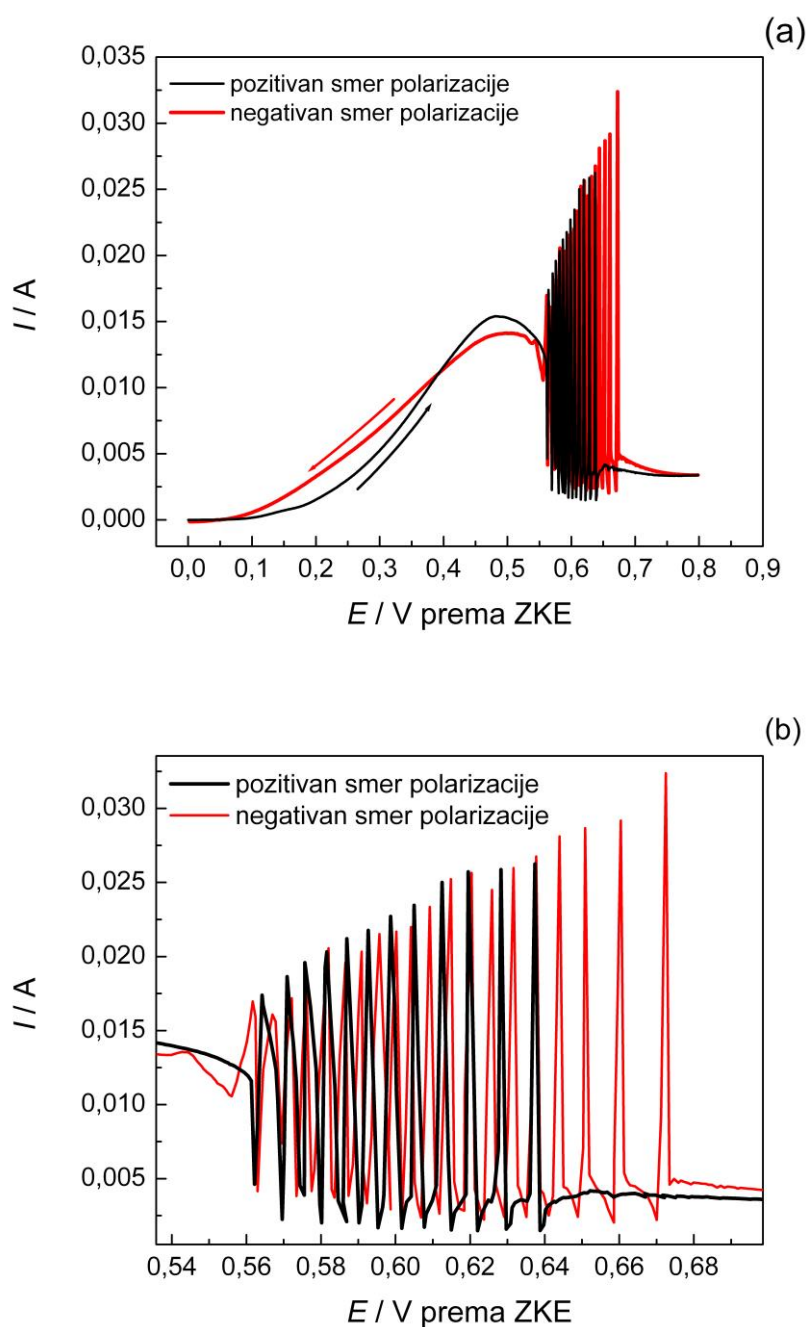 (a)
0,035
0,030
0,025
0,020
0,015
0,010
0,005
0,000
I / A
pozitivan smer polarizacije
negativan smer polarizacije
0,0 0,1 0,2 0,3 0,4 0,5 0,6 0,7 0,8 0,9
E / V prema ZKE
(b)
0,030
0,025
0,020
0,015
0,010
0,005
I / A
pozitivan smer polarizacije
negativan smer polarizacije
0,54 0,56 0,58 0,60 0,62 0,64 0,66 0,68
E / V prema ZKE